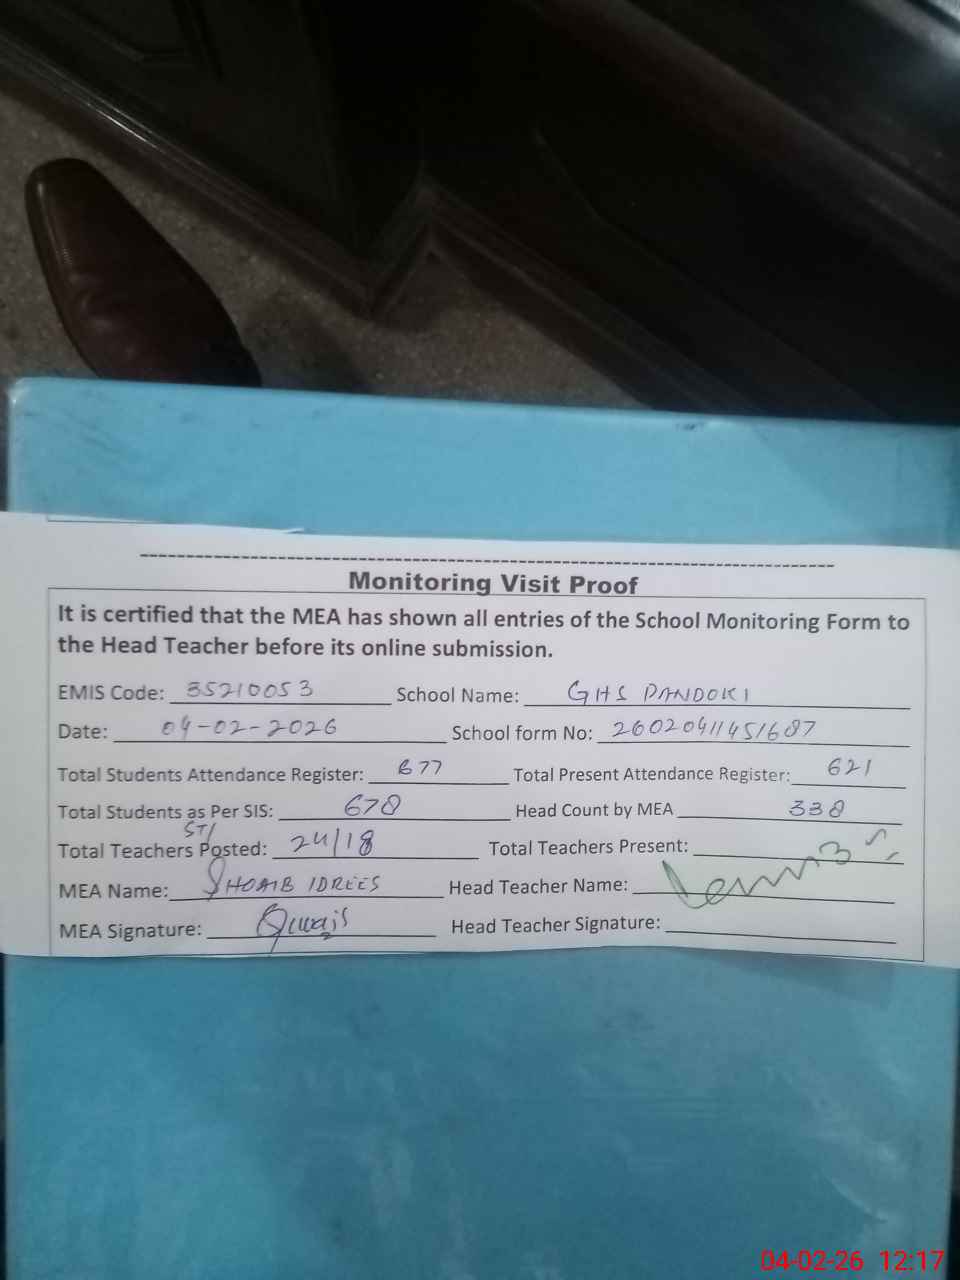 Monitoring Visit Proof
It is certified that the MEA has shown all entries of the School Monitoring Form to
the Head Teacher before its online submission.
EMIS Code: 35210053 School Name: GHS PANDOKI
Date: 04-02-2026 School form No: 26020411451687
Total Students Attendance Register: 677 Total Present Attendance Register: 621
Total Students as Per SIS: 678 Head Count by MEA 338
STI
Total Teachers Posted: 24/18 Total Teachers Present:
MEA Name: SHOAIB IDREES Head Teacher Name:
MEA Signature: Head Teacher Signature:
04-02-26 12:17